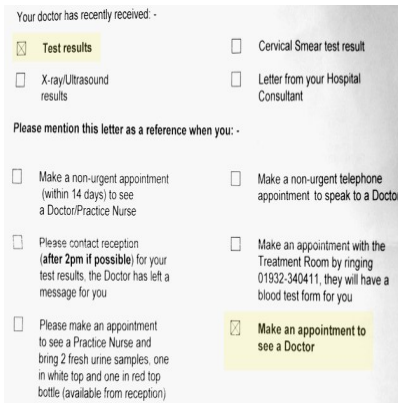 Your doctor has recently received: -
Test results
Cervical Smear test result
X-ray/Ultrasound
results
Letter from your Hospital
Consultant
Please mention this letter as a reference when you: -
Make a non-urgent appointment
(within 14 days) to see
a Doctor/Practice Nurse
Make a non-urgent telephone
appointment to speak to a Doctor
Please contact reception
(after 2pm if possible) for your
test results, the Doctor has left a
message for you
Make an appointment with the
Treatment Room by ringing
01932-340411, they will have a
blood test form for you
Please make an appointment
to see a Practice Nurse and
bring 2 fresh urine samples, one
in white top and one in red top
bottle (available from reception)
Make an appointment to
see a Doctor